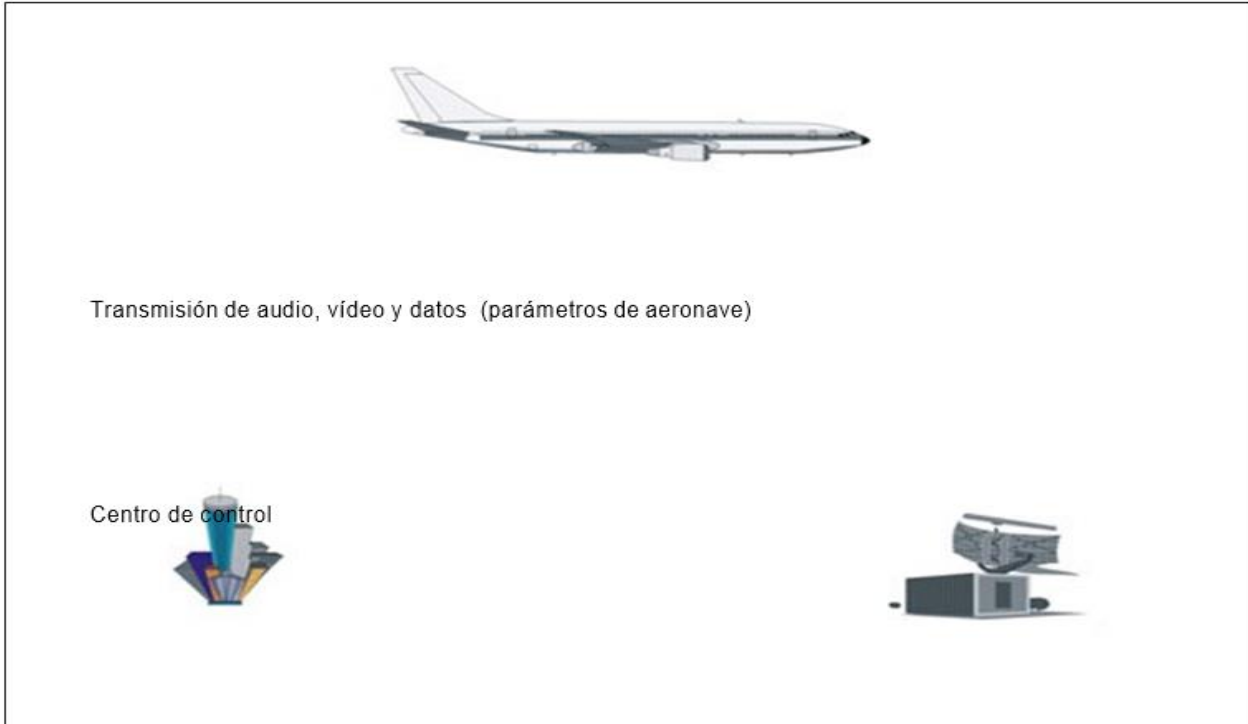 Transmisión de audio, vídeo y datos  (parámetros de aeronave)
Centro de control